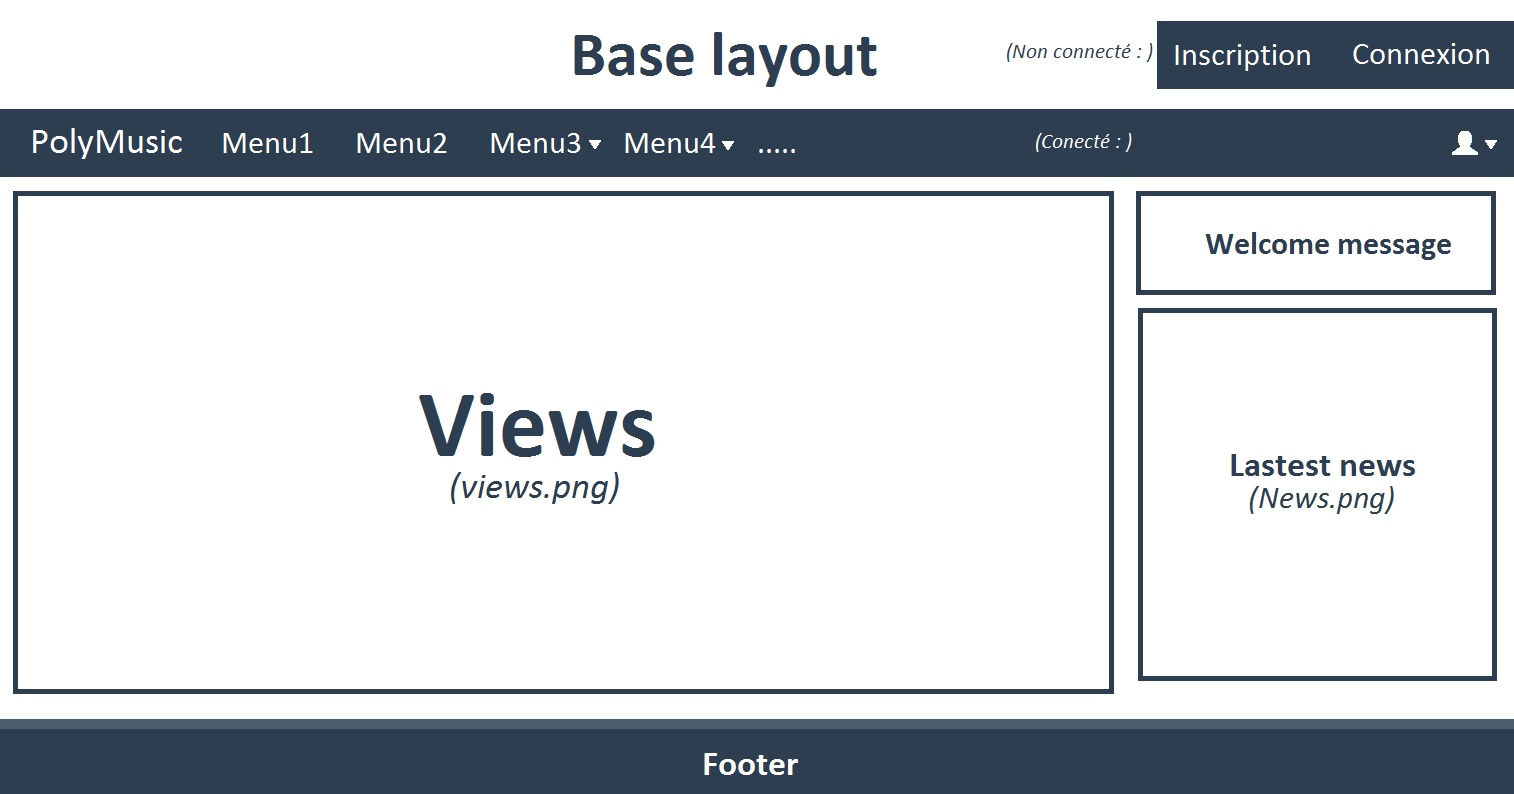 Base layout
(Non connecté : )
Inscription
Connexion
PolyMusic
Menu1
Menu2
Menu3
Menu4
.....
(Conecté : )
Views
(views.png)
Welcome message
Lastest news
(News.png)
Footer